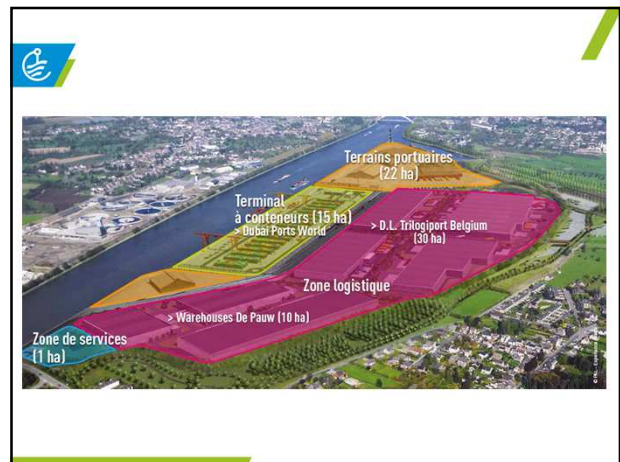 Terrains portuaires
(22 ha)
Terminal
à conteneurs (15 ha)
> Dubai Ports World
> D.L. Trilogiport Belgium
(30 ha)
Zone logistique
> Warehouses De Pauw (10 ha)
Zone de services
(1 ha)